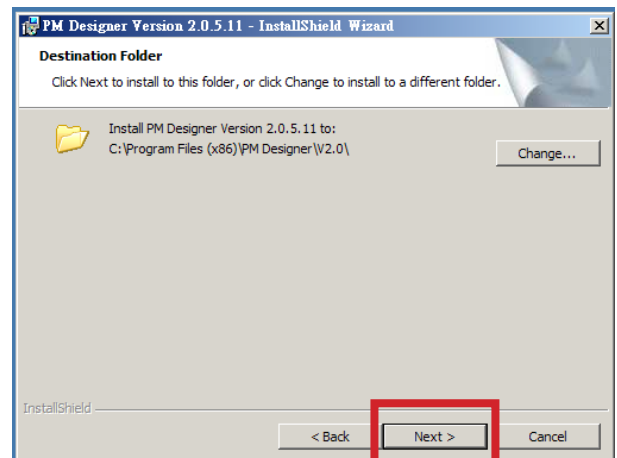 PM Designer Version 2.0.5.11 - InstallShield Wizard
Destination Folder
Click Next to install to this folder, or click Change to install to a different folder.
Install PM Designer Version 2.0.5.11 to:
C:\Program Files (x86)\PM Designer\V2.0\
Change...
InstallShield
< Back Next > Cancel